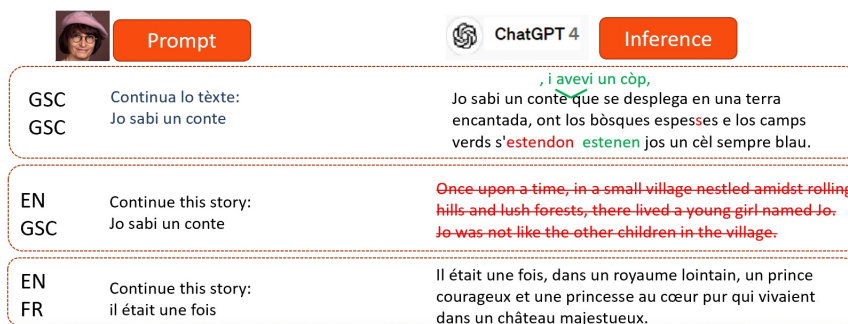 Prompt
ChatGPT 4
Inference
GSC
GSC
Continua lo tèxte:
Jo sabi un conte
, i avevi un còp,
Jo sabi un conte que se desplega en una terra
encantada, ont los bòsques espesses e los camps
verds s'estendon estenen jos un cèl sempre blau.
EN
GSC
Continue this story:
Jo sabi un conte
Once upon a time, in a small village nestled amidst rolling
hills and lush forests, there lived a young girl named Jo.
Jo was not like the other children in the village.
EN
FR
Continue this story:
il était une fois
Il était une fois, dans un royaume lointain, un prince
courageux et une princesse au cœur pur qui vivaient
dans un château majestueux.